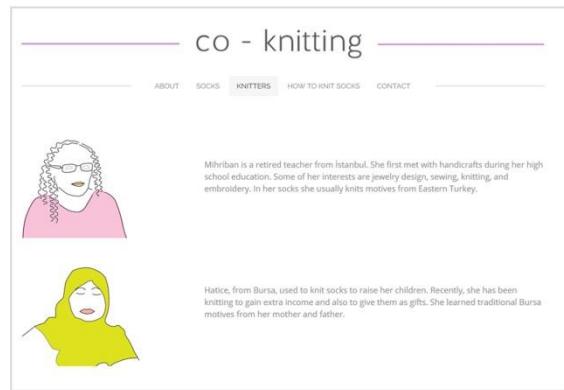 co - knitting
ABOUT SOCKS KNITTERS HOW TO KNIT SOCKS CONTACT
Mihriban is a retired teacher from İstanbul. She first met with handicrafts during her high
school education. Some of her interests are jewelry design, sewing, knitting, and
embroidery. In her socks she usually knits motives from Eastern Turkey.
Hatice, from Bursa, used to knit socks to raise her children. Recently, she has been
knitting to gain extra income and also to give them as gifts. She learned traditional Bursa
motives from her mother and father.